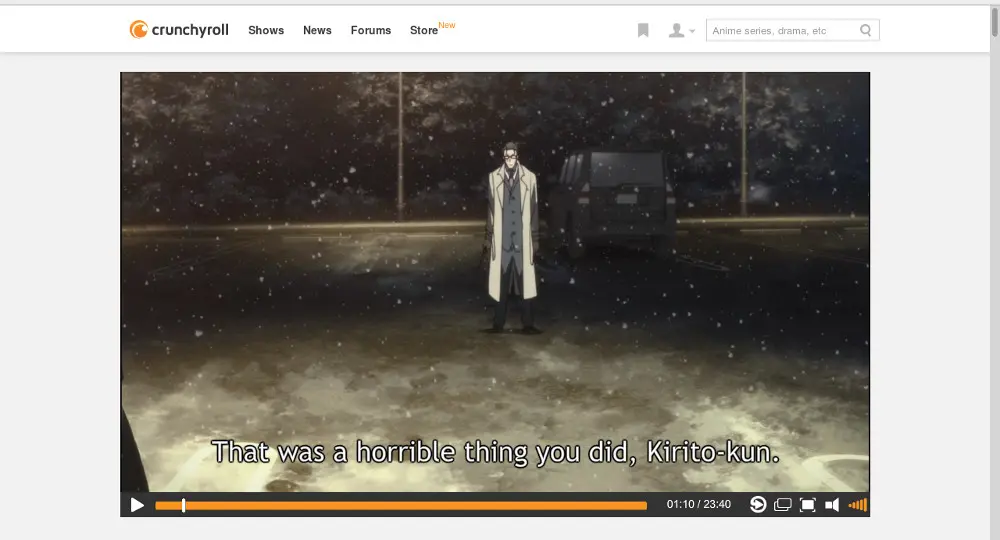 crunchyroll Shows News Forums Store New Anime series, drama, etc
That was a horrible thing you did, Kirito-kun.
01:10 / 23:40